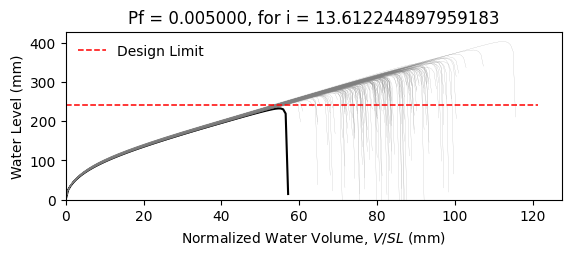 Pf = 0.005000, for i = 13.612244897959183
Water Level (mm)
400
300
200
100
0
Design Limit
0 20 40 60 80 100 120
Normalized Water Volume, V/SL (mm)